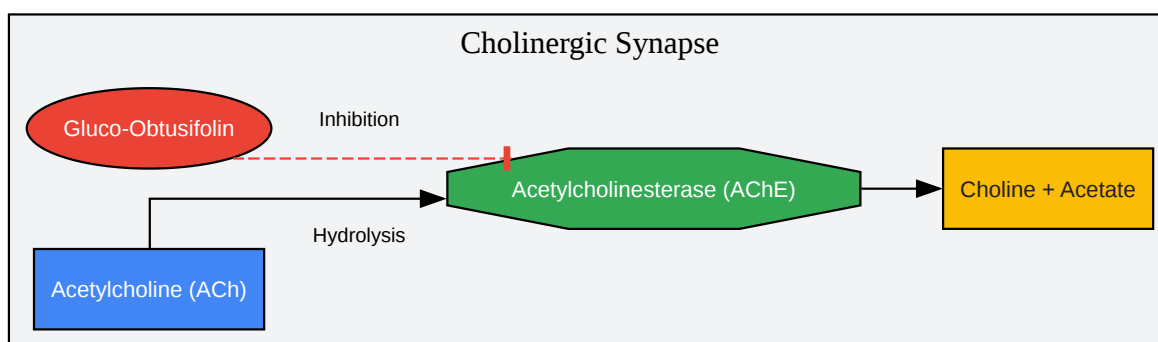 Cholinergic Synapse
Gluco-Obtusifolin
Inhibition
Acetylcholinesterase (AChE)
Choline + Acetate
Hydrolysis
Acetylcholine (ACh)